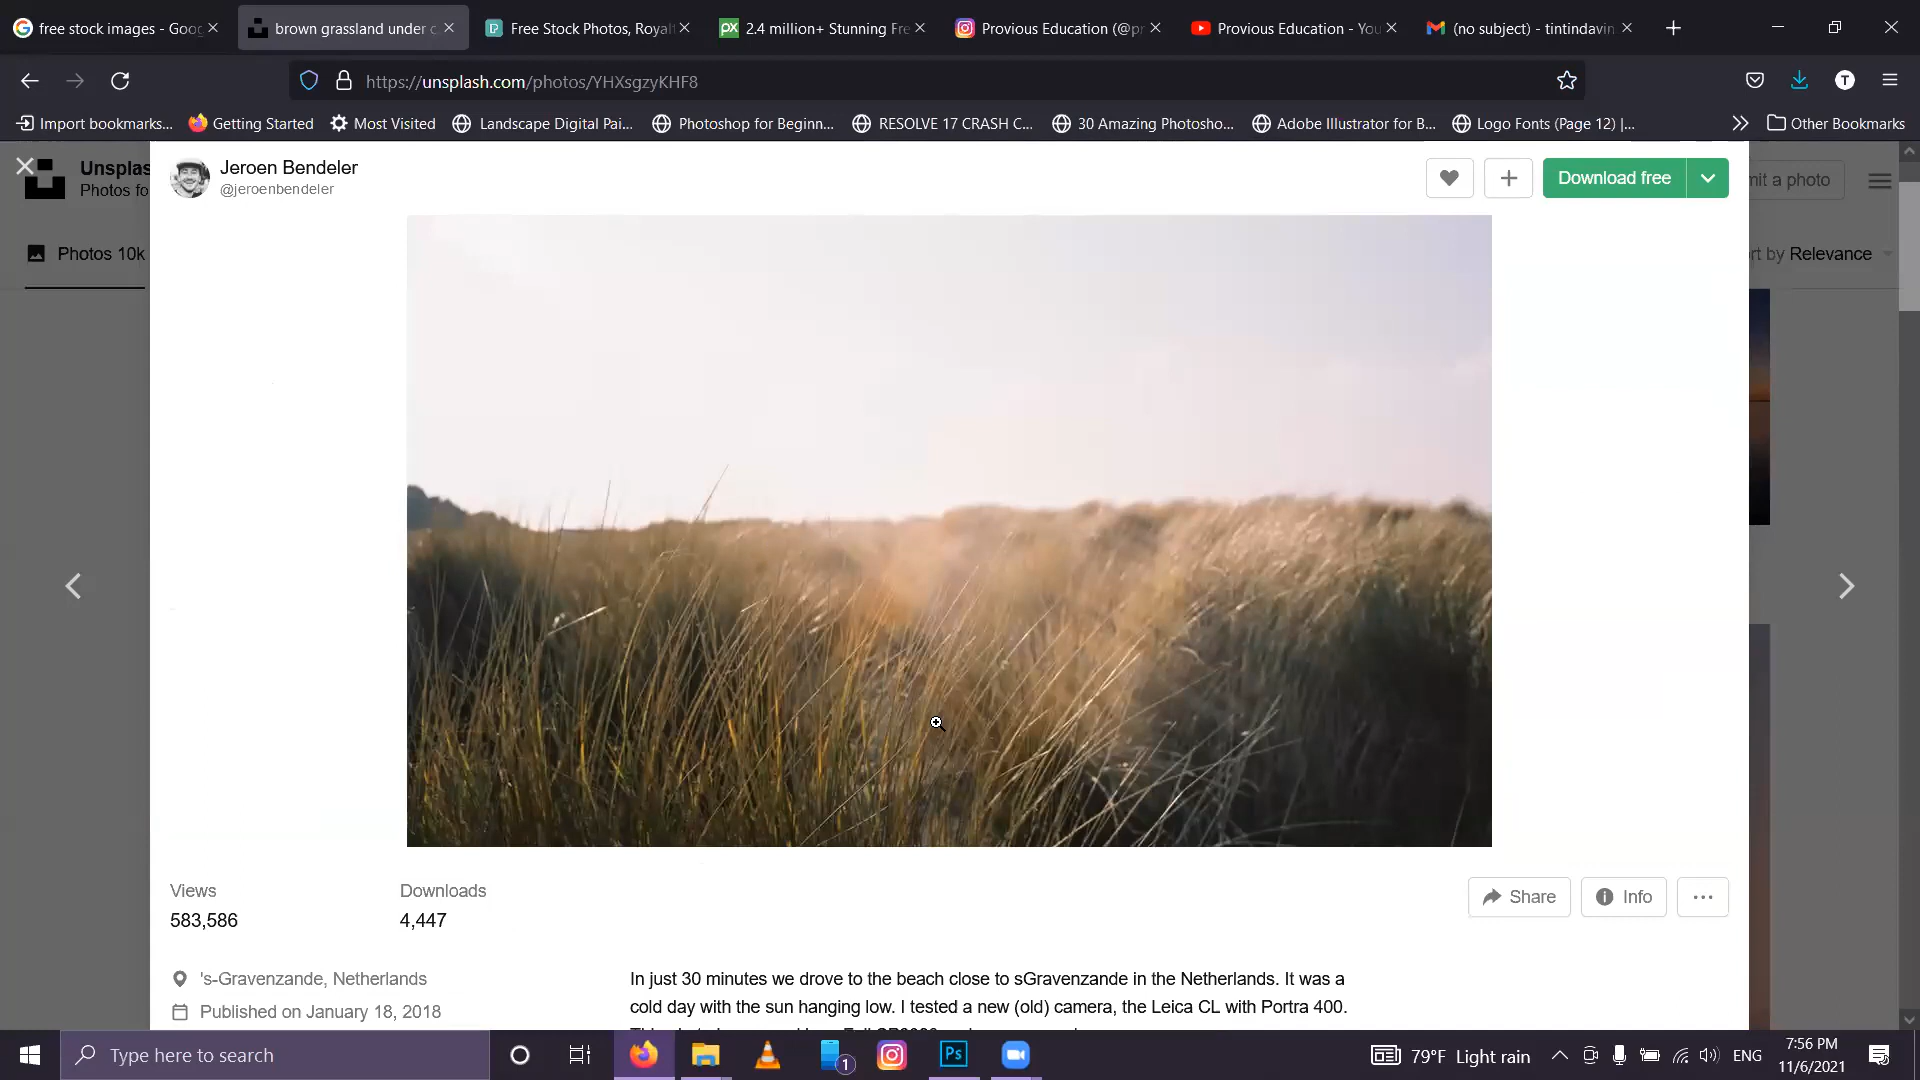 free stock images - Goog
brown grassland under c
Free Stock Photos, Royal
2.4 million+ Stunning Fre
Provious Education (@pr
Provious Education - You
(no subject) - tintindavin
https://unsplash.com/photos/YHXsgzyKHF8
T
Import bookmarks...
Getting Started
Most Visited
Landscape Digital Pai...
Photoshop for Beginn...
RESOLVE 17 CRASH C...
30 Amazing Photosho...
Adobe Illustrator for B...
Logo Fonts (Page 12) |...
Other Bookmarks
Unsplas
Photos fo
Jeroen Bendeler
@jeroenbendeler
Download free
mit a photo
Photos 10k
rt by Relevance
Views
583,586
Downloads
4,447
Share
Info
's-Gravenzande, Netherlands
Published on January 18, 2018
In just 30 minutes we drove to the beach close to sGravenzande in the Netherlands. It was a
cold day with the sun hanging low. I tested a new (old) camera, the Leica CL with Portra 400.
Type here to search
1
Ps
79°F Light rain
ENG
7:56 PM
11/6/2021